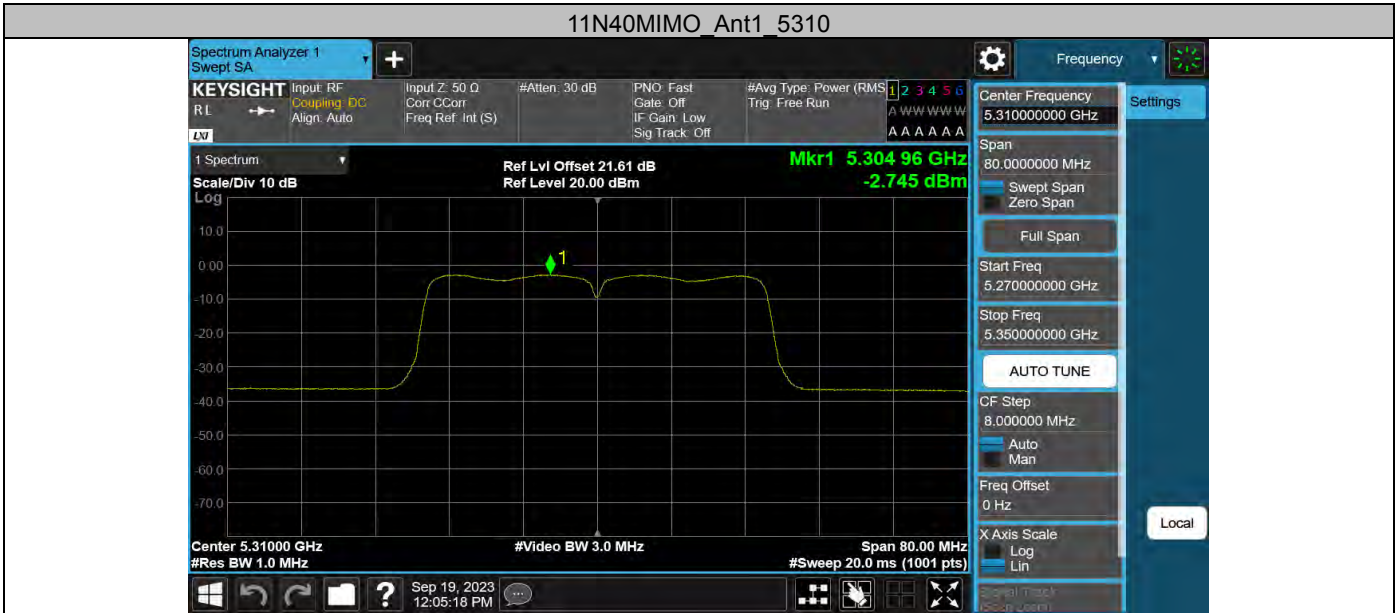 11N40MIMO_Ant1_5310
Spectrum Analyzer 1
Swept SA
Frequency
KEYSIGHT
RL
LXI
Input: RF
Coupling: DC
Align: Auto
Input Z: 50 Ω
Corr CCorr
Freq Ref: Int (S)
#Atten: 30 dB
PNO: Fast
Gate: Off
IF Gain: Low
Sig Track: Off
#Avg Type: Power (RMS
Trig: Free Run
1 2 3 4 5 6
A W W W W W
A A A A A A
1 Spectrum
Scale/Div 10 dB
Ref Lvl Offset 21.61 dB
Ref Level 20.00 dBm
Mkr1 5.304 96 GHz
-2.745 dBm
Log
10.0
0.00
-10.0
-20.0
-30.0
-40.0
-50.0
-60.0
-70.0
1
Center 5.31000 GHz
#Res BW 1.0 MHz
#Video BW 3.0 MHz
Span 80.00 MHz
#Sweep 20.0 ms (1001 pts)
Center Frequency
5.310000000 GHz
Settings
Span
80.0000000 MHz
Swept Span
Zero Span
Full Span
Start Freq
5.270000000 GHz
Stop Freq
5.350000000 GHz
AUTO TUNE
CF Step
8.000000 MHz
Auto
Man
Freq Offset
0 Hz
X Axis Scale
Log
Lin
Signal Track
(Span Zoom)
Local
?
Sep 19, 2023
12:05:18 PM